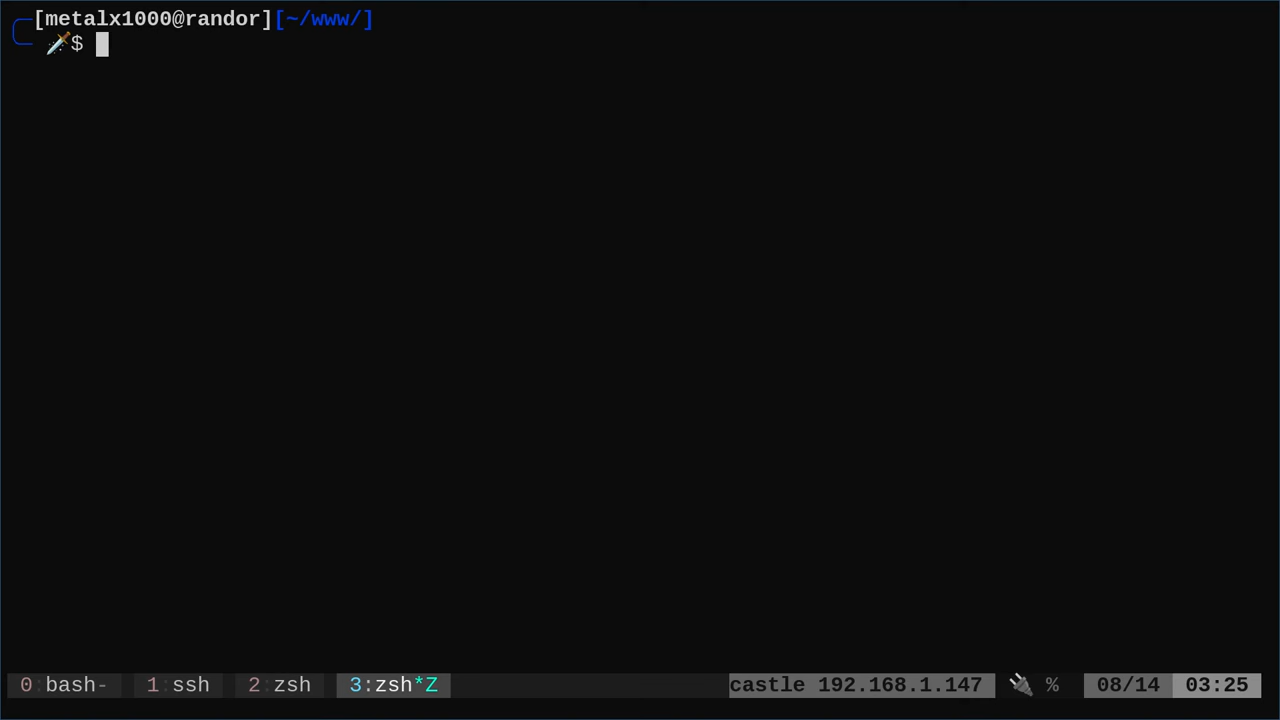 [metalx1000@randor][~/www/]
🗡️$
0:bash- 1:ssh 2:zsh 3:zsh*Z castle 192.168.1.147 🔌 % 08/14 03:25